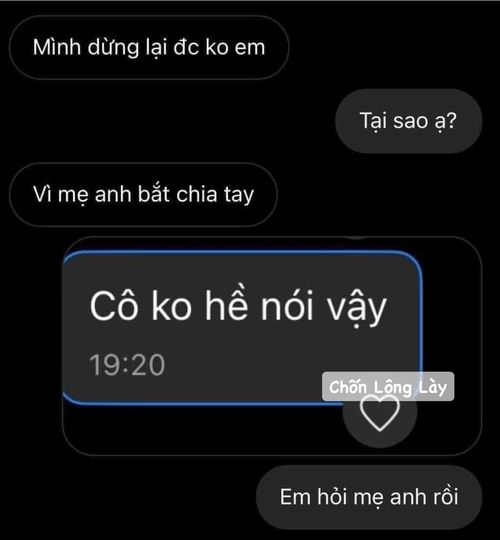 Mình dừng lại đc ko em
Tại sao ạ?
Vì mẹ anh bắt chia tay
Cô ko hề nói vậy
19:20
Chốn Lông Lày
Em hỏi mẹ anh rồi